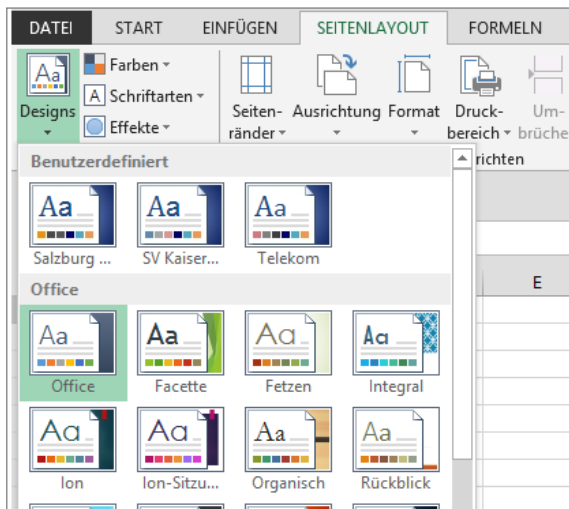 DATEI START EINFÜGEN SEITENLAYOUT FORMELN
Aa Farben
A Schriftarten
Designs Effekte
Seiten- Ausrichtung Format Druck- Um-
ränder bereich brüche
richten
Benutzerdefiniert
Aa Aa Aa
Salzburg ... SV Kaiser... Telekom
Office
E
Aa Aa Aa Aa
Office Facette Fetzen Integral
Aa Aa Aa Aa
Ion Ion-Sitzu... Organisch Rückblick